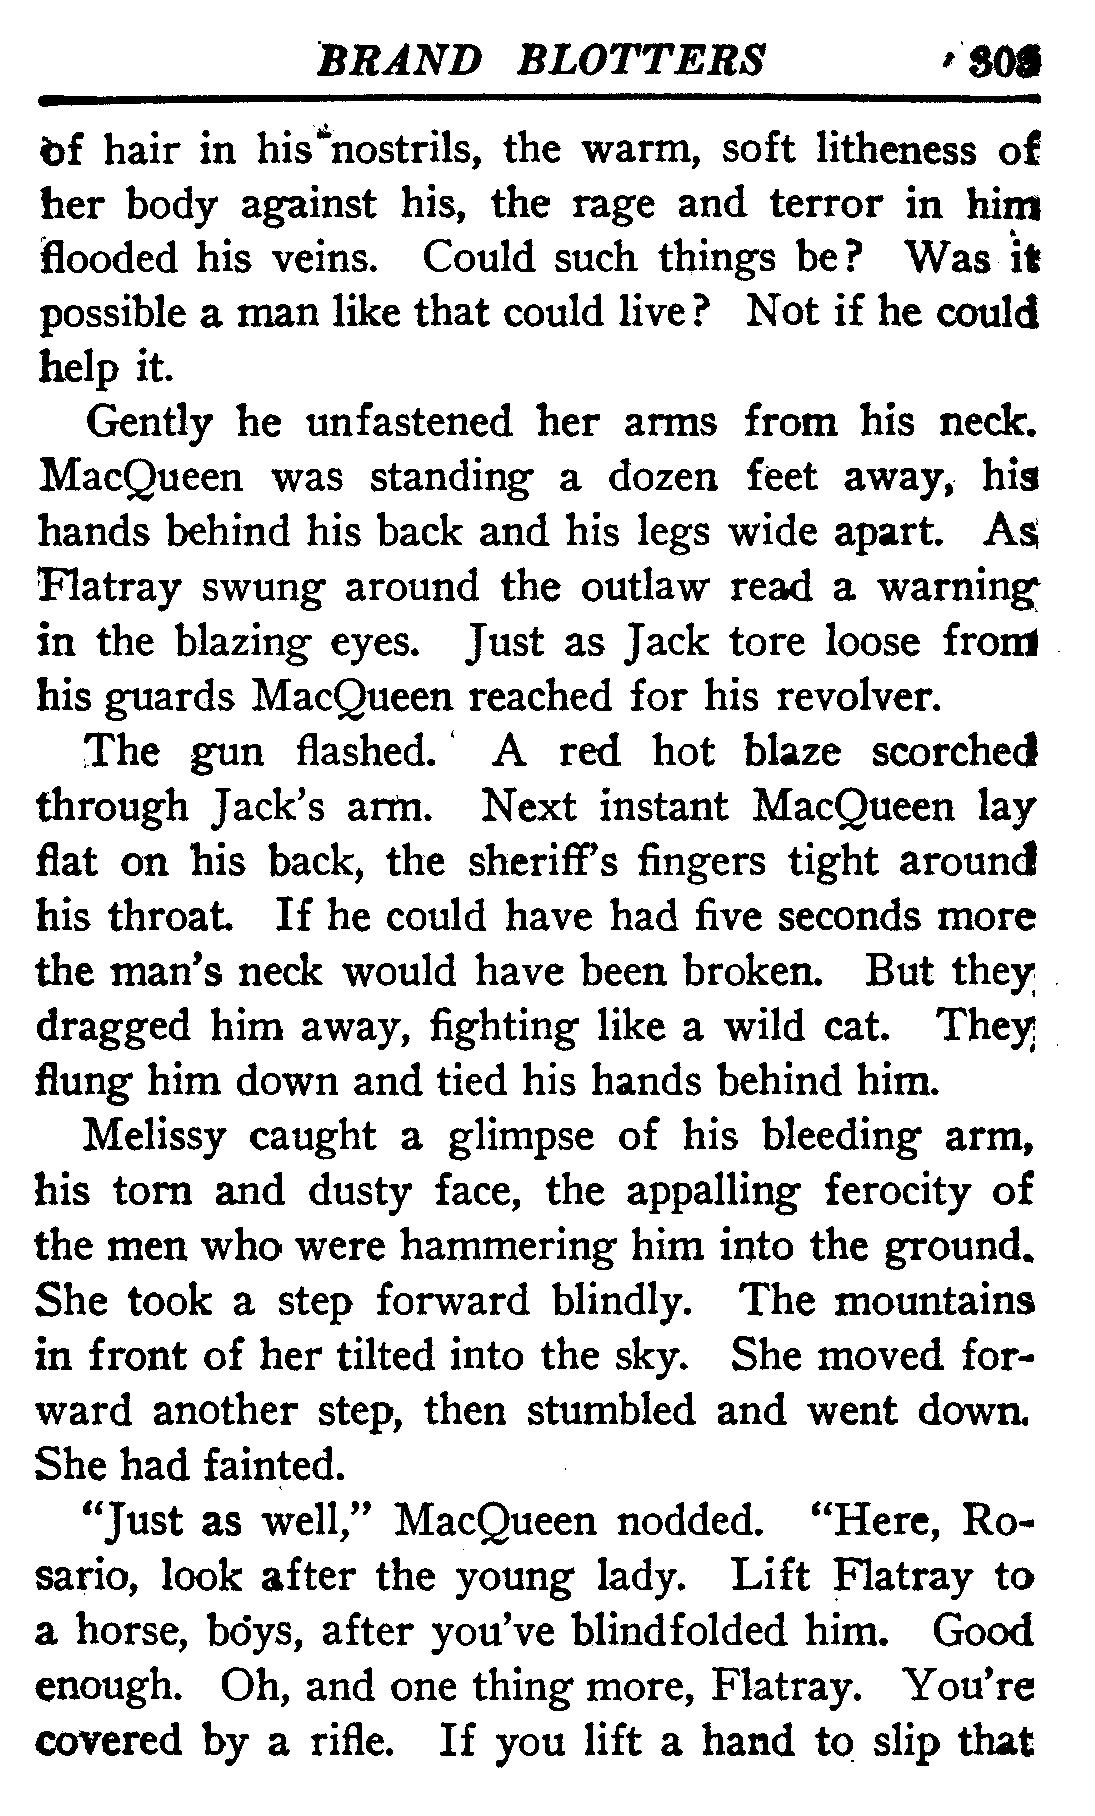 BRAND BLOTTERS 303
of hair in his nostrils, the warm, soft litheness of
her body against his, the rage and terror in him
flooded his veins. Could such things be? Was it
possible a man like that could live? Not if he could
help it.
Gently he unfastened her arms from his neck.
MacQueen was standing a dozen feet away, his
hands behind his back and his legs wide apart. As
Flatray swung around the outlaw read a warning
in the blazing eyes. Just as Jack tore loose from
his guards MacQueen reached for his revolver.
The gun flashed. A red hot blaze scorched
through Jack's arm. Next instant MacQueen lay
flat on his back, the sheriff's fingers tight around
his throat. If he could have had five seconds more
the man's neck would have been broken. But they
dragged him away, fighting like a wild cat. They
flung him down and tied his hands behind him.
Melissy caught a glimpse of his bleeding arm,
his torn and dusty face, the appalling ferocity of
the men who were hammering him into the ground.
She took a step forward blindly. The mountains
in front of her tilted into the sky. She moved for-
ward another step, then stumbled and went down.
She had fainted.
"Just as well," MacQueen nodded. "Here, Ro-
sario, look after the young lady. Lift Flatray to
a horse, boys, after you've blindfolded him. Good
enough. Oh, and one thing more, Flatray. You're
covered by a rifle. If you lift a hand to slip that